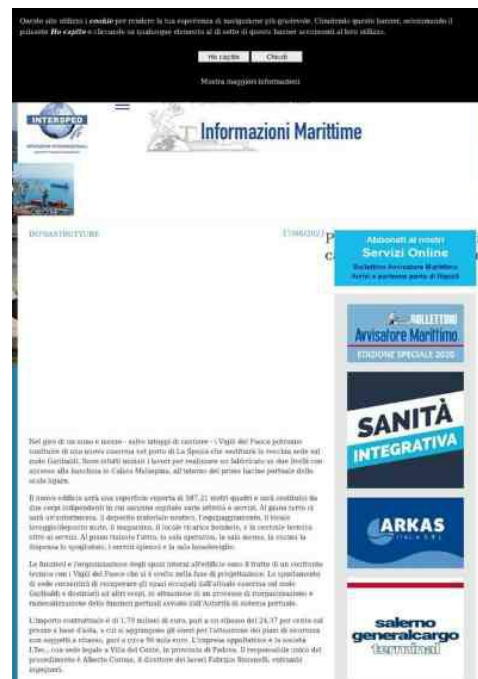 Questo sito utilizza i cookie per rendere la tua esperienza di navigazione più gradevole. Chiudendo questo banner, selezionando il
pulsante Ho capito o cliccando su qualunque elemento al di sotto di questo banner acconsenti al loro utilizzo.
Ho capito Chiudi
Mostra maggiori informazioni
INTERSPED
Informazioni Marittime
INFRASTRUTTURE
P
c
Abbonati ai nostri
Servizi Online
Bollettino Avvisatore Marittimo
Arrivi e partenze porto di Napoli
BOLLETTINO
Avvisatore Marittimo
EDIZIONE SPECIALE 2020
SANITÀ
INTEGRATIVA
ARKAS
ITALIA S.R.L.
Nel giro di un anno e mezzo - salvo intoppi di cantiere - i Vigili del Fuoco potranno
usufruire di una nuova caserma nel porto di La Spezia che sostituirà la vecchia sede sul
molo Garibaldi. Sono infatti iniziati i lavori per realizzare un fabbricato su due livelli con
accesso alla banchina in Calata Malaspina, all'interno del primo bacino portuale dello
scalo ligure.
Il nuovo edificio avrà una superficie coperta di 587,21 metri quadri e sarà costituito da
due corpi indipendenti in cui saranno ospitate varie attività e servizi. Al piano terra ci
sarà un'autorimessa, il deposito materiale nautico, l'equipaggiamento, il locale
lavaggio/deposito mute, il magazzino, il locale ricarica bombole, e la centrale termica
oltre ai servizi. Al piano rialzato l'atrio, la sala operativa, la sala mensa, la cucina la
dispensa lo spogliatoio, i servizi igienici e la sala
Le funzioni e l'organizzazione degli spazi interni all'edificio sono il frutto di un confronto
tecnico con i Vigili del Fuoco che si è svolto nella fase di progettazione. Lo spostamento
di sede consentirà di recuperare gli spazi occupati dall'attuale caserma sul molo
Garibaldi e destinarli ad altri scopi, in attuazione di un processo di riorganizzazione e
razionalizzazione delle funzioni portuali avviato dall'Autorità di sistema portuale.
L'importo contrattuale è di 1,79 milioni di euro, pari a un ribasso del 24,37 per cento sul
prezzo a base d'asta, a cui si aggiungono gli oneri per l'attuazione dei piani di sicurezza
non soggetti a ribasso, pari a circa 90 mila euro. L'impresa appaltatrice è la società
I.Tec., con sede legale a Villa del Conte, in provincia di Padova. Il responsabile unico del
procedimento è Alberto Corona, il direttore dei lavori Fabrizio Simonelli, entrambi
ingegneri.
salerno
generalcargo
terminal